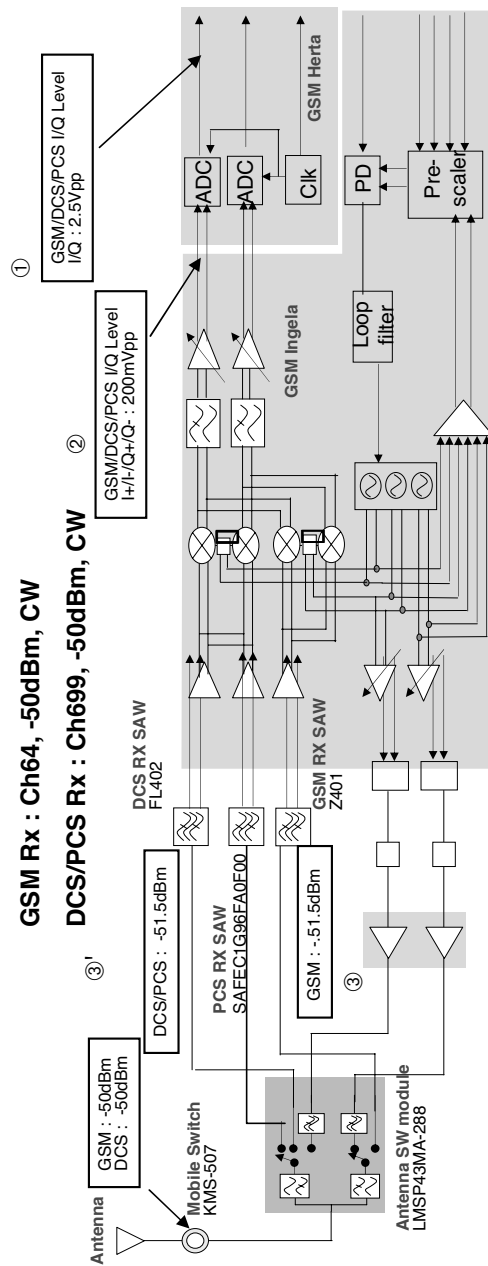 GSM Rx : Ch64, -50dBm, CW
DCS/PCS Rx : Ch699, -50dBm, CW
①
GSM/DCS/PCS I/Q Level
I/Q : 2.5Vpp
②
GSM/DCS/PCS I/Q Level
I+/I-/Q+/Q- : 200mVpp
③'
DCS/PCS : -51.5dBm
GSM : -50dBm
DCS : -50dBm
Antenna
Mobile Switch
KMS-507
DCS RX SAW
FL402
PCS RX SAW
SAFEC1G96FA0F00
GSM : -.51.5dBm
③
GSM RX SAW
Z401
Antenna SW module
LMSP43MA-288
GSM Ingela
ADC
ADC
Clk
GSM Herta
Loop
filter
PD
Pre-
scaler